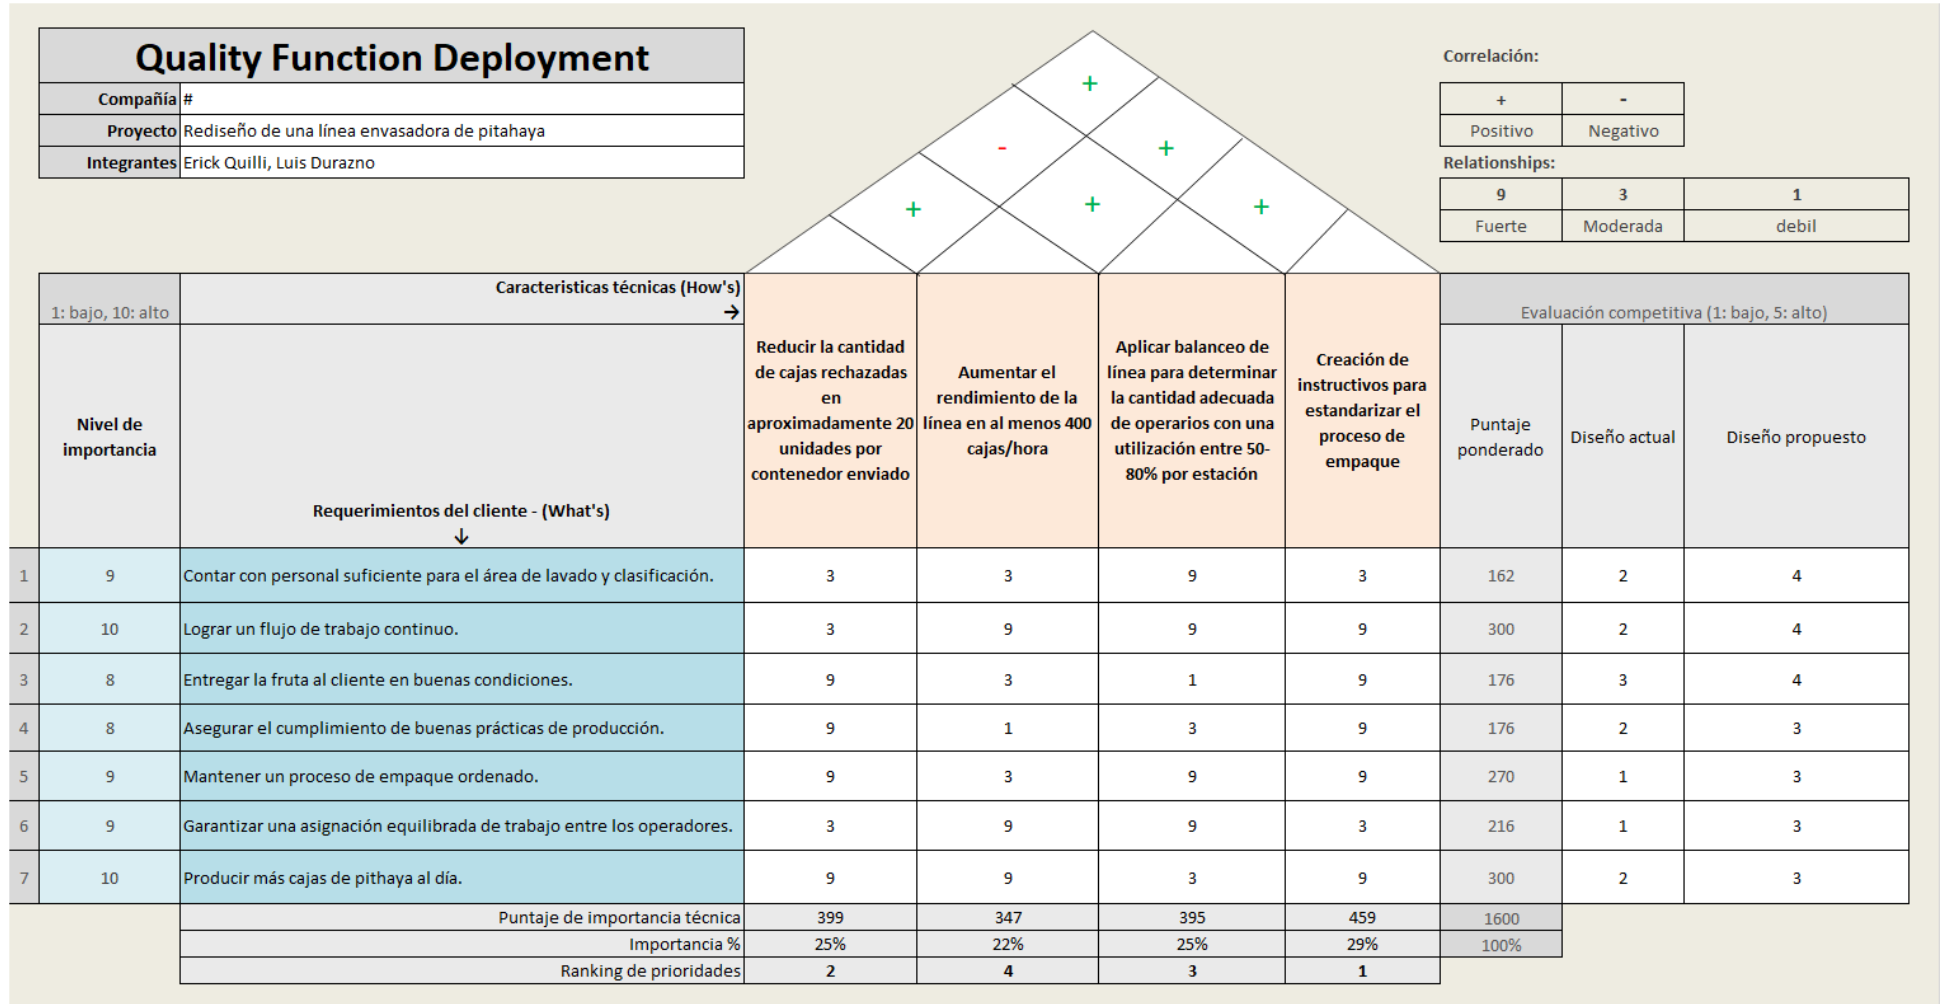 Quality Function Deployment
Compañía #
Proyecto Rediseño de una línea envasadora de pitahaya
Integrantes Erick Quilli, Luis Durazno
+
- +
+ + +
Correlación:
+ -
Positivo Negativo
Relationships:
9 3 1
Fuerte Moderada debil
1: bajo, 10: alto
Caracteristicas técnicas (How's)
→
Nivel de
importancia
Requerimientos del cliente - (What's)
↓
Reducir la cantidad
de cajas rechazadas
en
aproximadamente 20
unidades por
contenedor enviado
Aumentar el
rendimiento de la
línea en al menos 400
cajas/hora
Aplicar balanceo de
línea para determinar
la cantidad adecuada
de operarios con una
utilización entre 50-
80% por estación
Creación de
instructivos para
estandarizar el
proceso de
empaque
Evaluación competitiva (1: bajo, 5: alto)
Puntaje
ponderado
Diseño actual
Diseño propuesto
1 9 Contar con personal suficiente para el área de lavado y clasificación. 3 3 9 3 162 2 4
2 10 Lograr un flujo de trabajo continuo. 3 9 9 9 300 2 4
3 8 Entregar la fruta al cliente en buenas condiciones. 9 3 1 9 176 3 4
4 8 Asegurar el cumplimiento de buenas prácticas de producción. 9 1 3 9 176 2 3
5 9 Mantener un proceso de empaque ordenado. 9 3 9 9 270 1 3
6 9 Garantizar una asignación equilibrada de trabajo entre los operadores. 3 9 9 3 216 1 3
7 10 Producir más cajas de pithaya al día. 9 9 3 9 300 2 3
Puntaje de importancia técnica 399 347 395 459 1600
Importancia % 25% 22% 25% 29% 100%
Ranking de prioridades 2 4 3 1